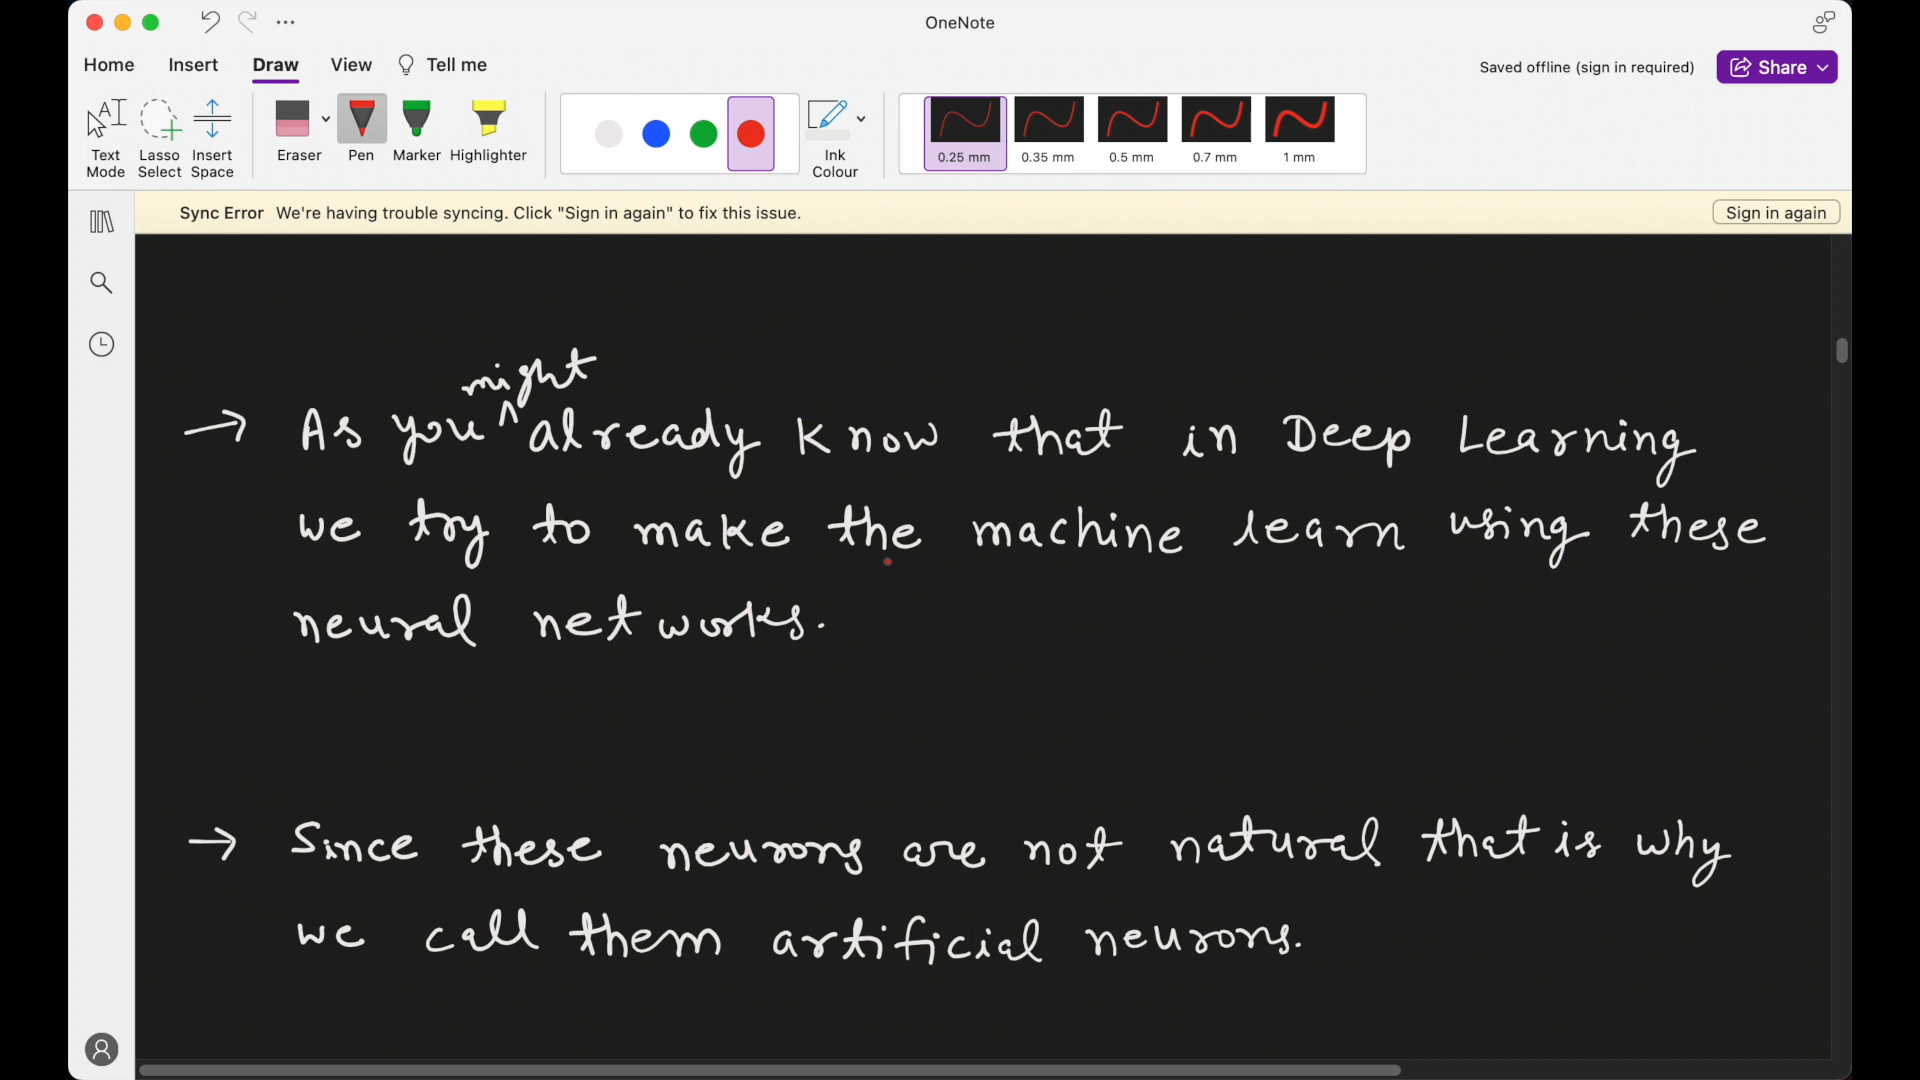 OneNote
Home Insert Draw View Tell me
Saved offline (sign in required) Share
Text Mode
Lasso Select
Insert Space
Eraser
Pen
Marker
Highlighter
Ink Colour
0.25 mm 0.35 mm 0.5 mm 0.7 mm 1 mm
Sync Error We're having trouble syncing. Click "Sign in again" to fix this issue. Sign in again
→ As you ^might already know that in Deep Learning
we try to make the machine learn using these
neural networks.
→ Since these neurons are not natural that is why
we call them artificial neurons.